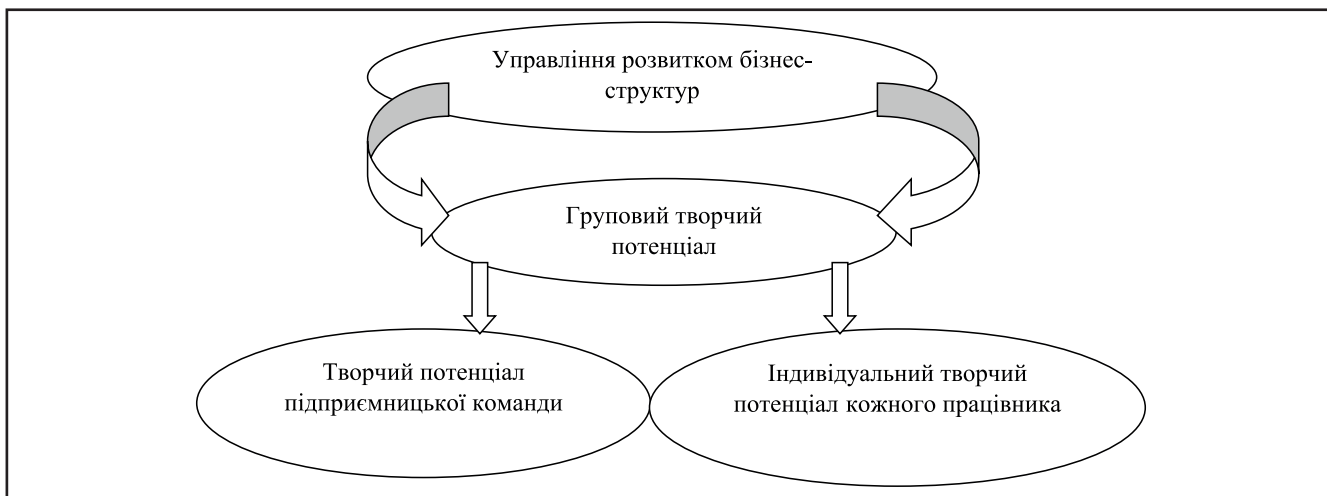 Управління розвитком бізнес-
структур
Груповий творчий
потенціал
Творчий потенціал
підприємницької команди
Індивідуальний творчий
потенціал кожного працівника